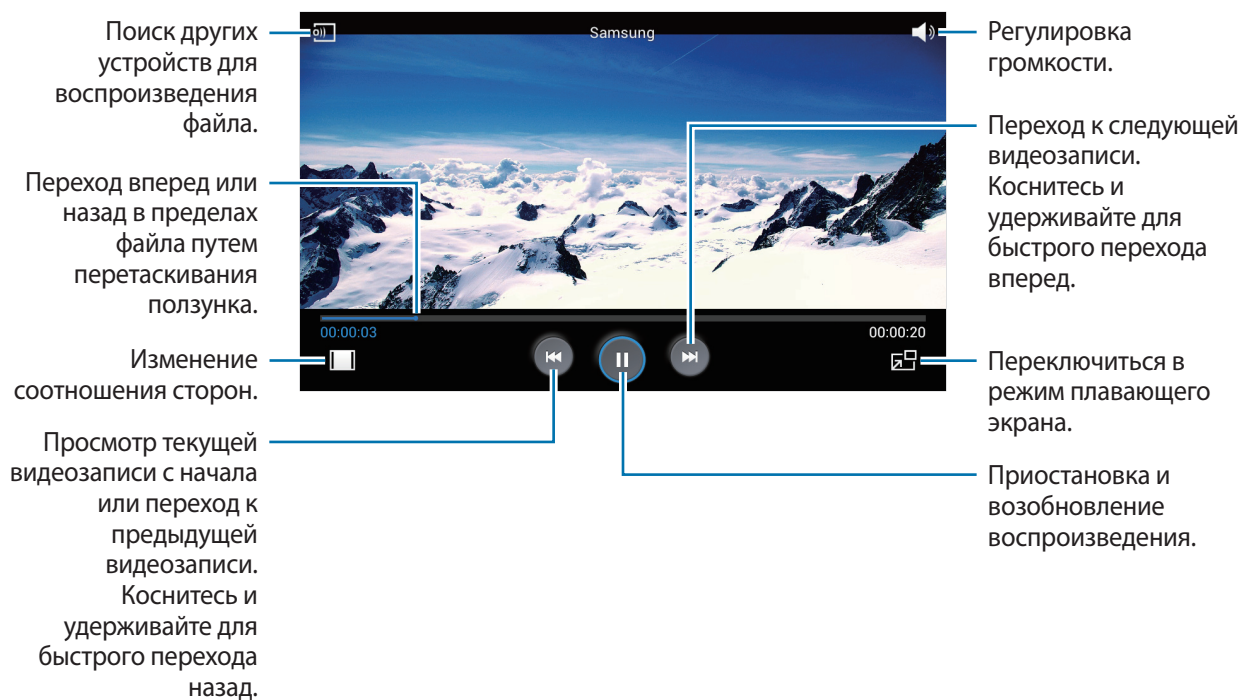 Поиск других
устройств для
воспроизведения
файла.
Переход вперед или
назад в пределах
файла путем
перетаскивания
ползунка.
Изменение
соотношения сторон.
Просмотр текущей
видеозаписи с начала
или переход к
предыдущей
видеозаписи.
Коснитесь и
удерживайте для
быстрого перехода
назад.
Samsung
00:00:03
00:00:20
Регулировка
громкости.
Переход к следующей
видеозаписи.
Коснитесь и
удерживайте для
быстрого перехода
вперед.
Переключиться в
режим плавающего
экрана.
Приостановка и
возобновление
воспроизведения.